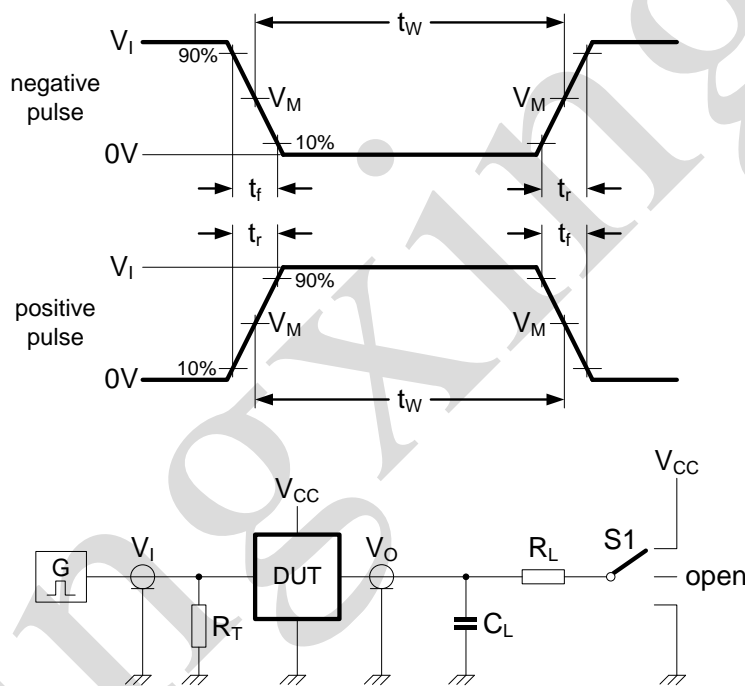 t_W
V_I
90%
negative
pulse
V_M
V_M
10%
0V
t_f
t_r
t_r
t_f
V_I
90%
positive
pulse
V_M
V_M
10%
0V
t_W
V_CC
V_CC
G
V_I
DUT
V_O
R_L
S1
open
R_T
C_L
ngxing